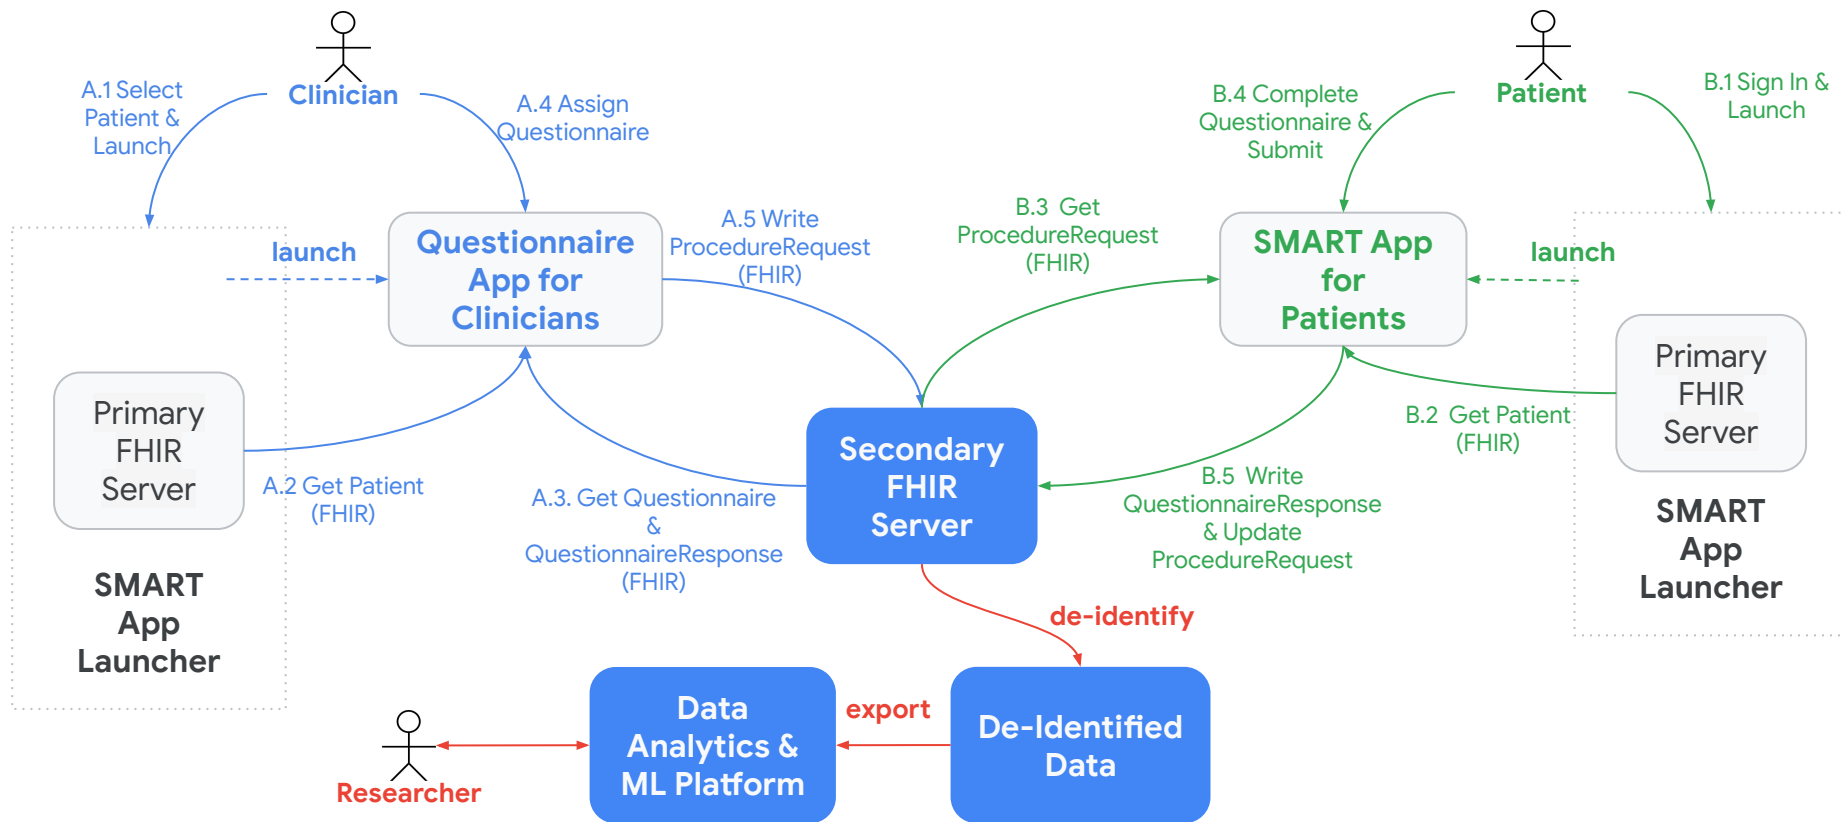 Clinician
Patient
A.1 Select
Patient &
Launch
A.4 Assign
Questionnaire
B.4 Complete
Questionnaire &
Submit
B.1 Sign In &
Launch
A.5 Write
ProcedureRequest
(FHIR)
B.3 Get
ProcedureRequest
(FHIR)
launch
Questionnaire
App for
Clinicians
SMART App
for
Patients
launch
Primary
FHIR
Server
A.2 Get Patient
(FHIR)
SMART
App
Launcher
A.3. Get Questionnaire
&
QuestionnaireResponse
(FHIR)
Secondary
FHIR
Server
B.5 Write
QuestionnaireResponse
& Update
ProcedureRequest
B.2 Get Patient
(FHIR)
Primary
FHIR
Server
SMART
App
Launcher
de-identify
Data
Analytics &
ML Platform
export
De-Identified
Data
Researcher